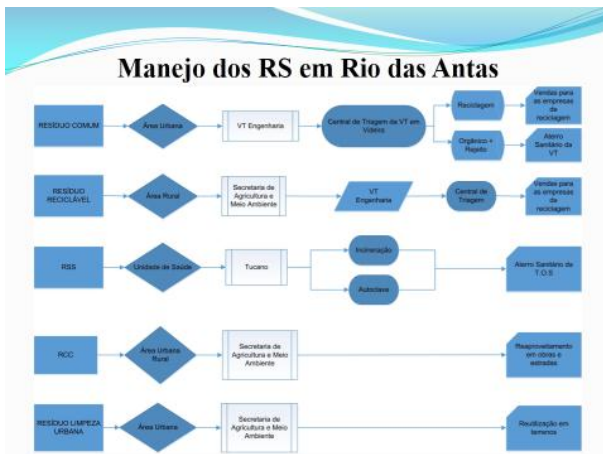 Manejo dos RS em Rio das Antas
RESÍDUO COMUM
Área Urbana
VT Engenharia
Central de Triagem da VT em
Videira
Reciclagem
Vendas para
as empresas
de
reciclagem
Orgânico +
Rejeito
Aterro
Sanitário da
VT
RESÍDUO
RECICLÁVEL
Área Rural
Secretaria de
Agricultura e
Meio Ambiente
VT
Engenharia
Central de
Triagem
Vendas para
as empresas
de
reciclagem
RSS
Unidade de Saúde
Tucano
Incineração
Autoclave
Aterro Sanitário de
T.O.S
RCC
Área Urbana
Rural
Secretaria de
Agricultura e Meio
Ambiente
Reaproveitamento
em obras e
estradas
RESÍDUO LIMPEZA
URBANA
Área Urbana
Secretaria de
Agricultura e Meio
Ambiente
Reutilização em
terrenos